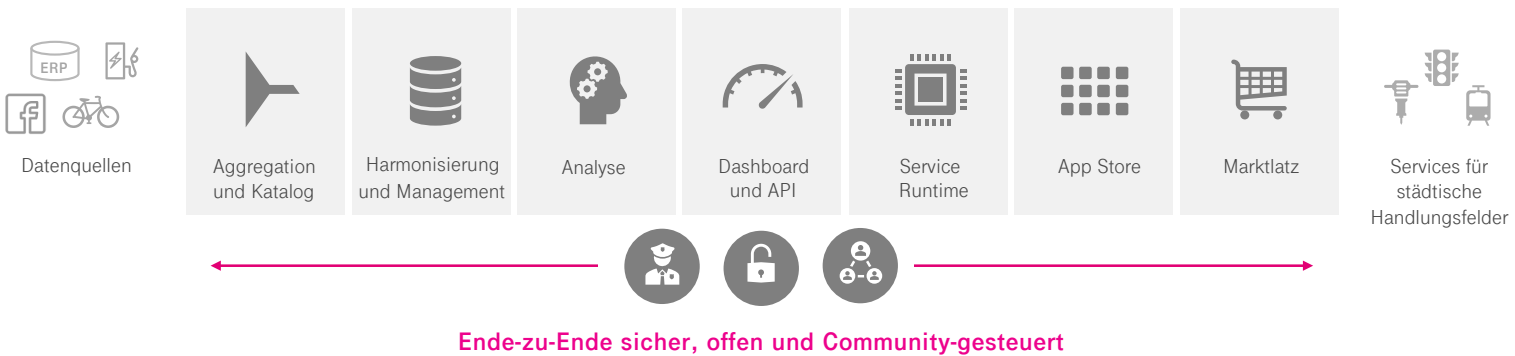 ERP
Datenquellen
Aggregation
und Katalog
Harmonisierung
und Management
Analyse
Dashboard
und API
Service
Runtime
App Store
Marktlatz
Services für
städtische
Handlungsfelder
Ende-zu-Ende sicher, offen und Community-gesteuert